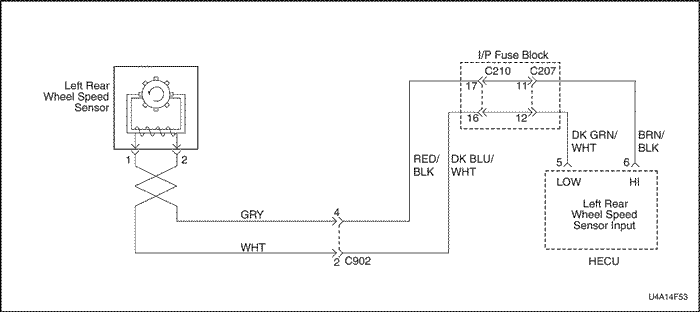 I/P Fuse Block
C210 C207
17 11
16 12
Left Rear
Wheel Speed
Sensor
1 2
RED/
BLK
DK BLU/
WHT
DK GRN/
WHT
BRN/
BLK
5 6
LOW HI
Left Rear
Wheel Speed
Sensor Input
HECU
GRY 4
WHT 2 C902
U4A14F53